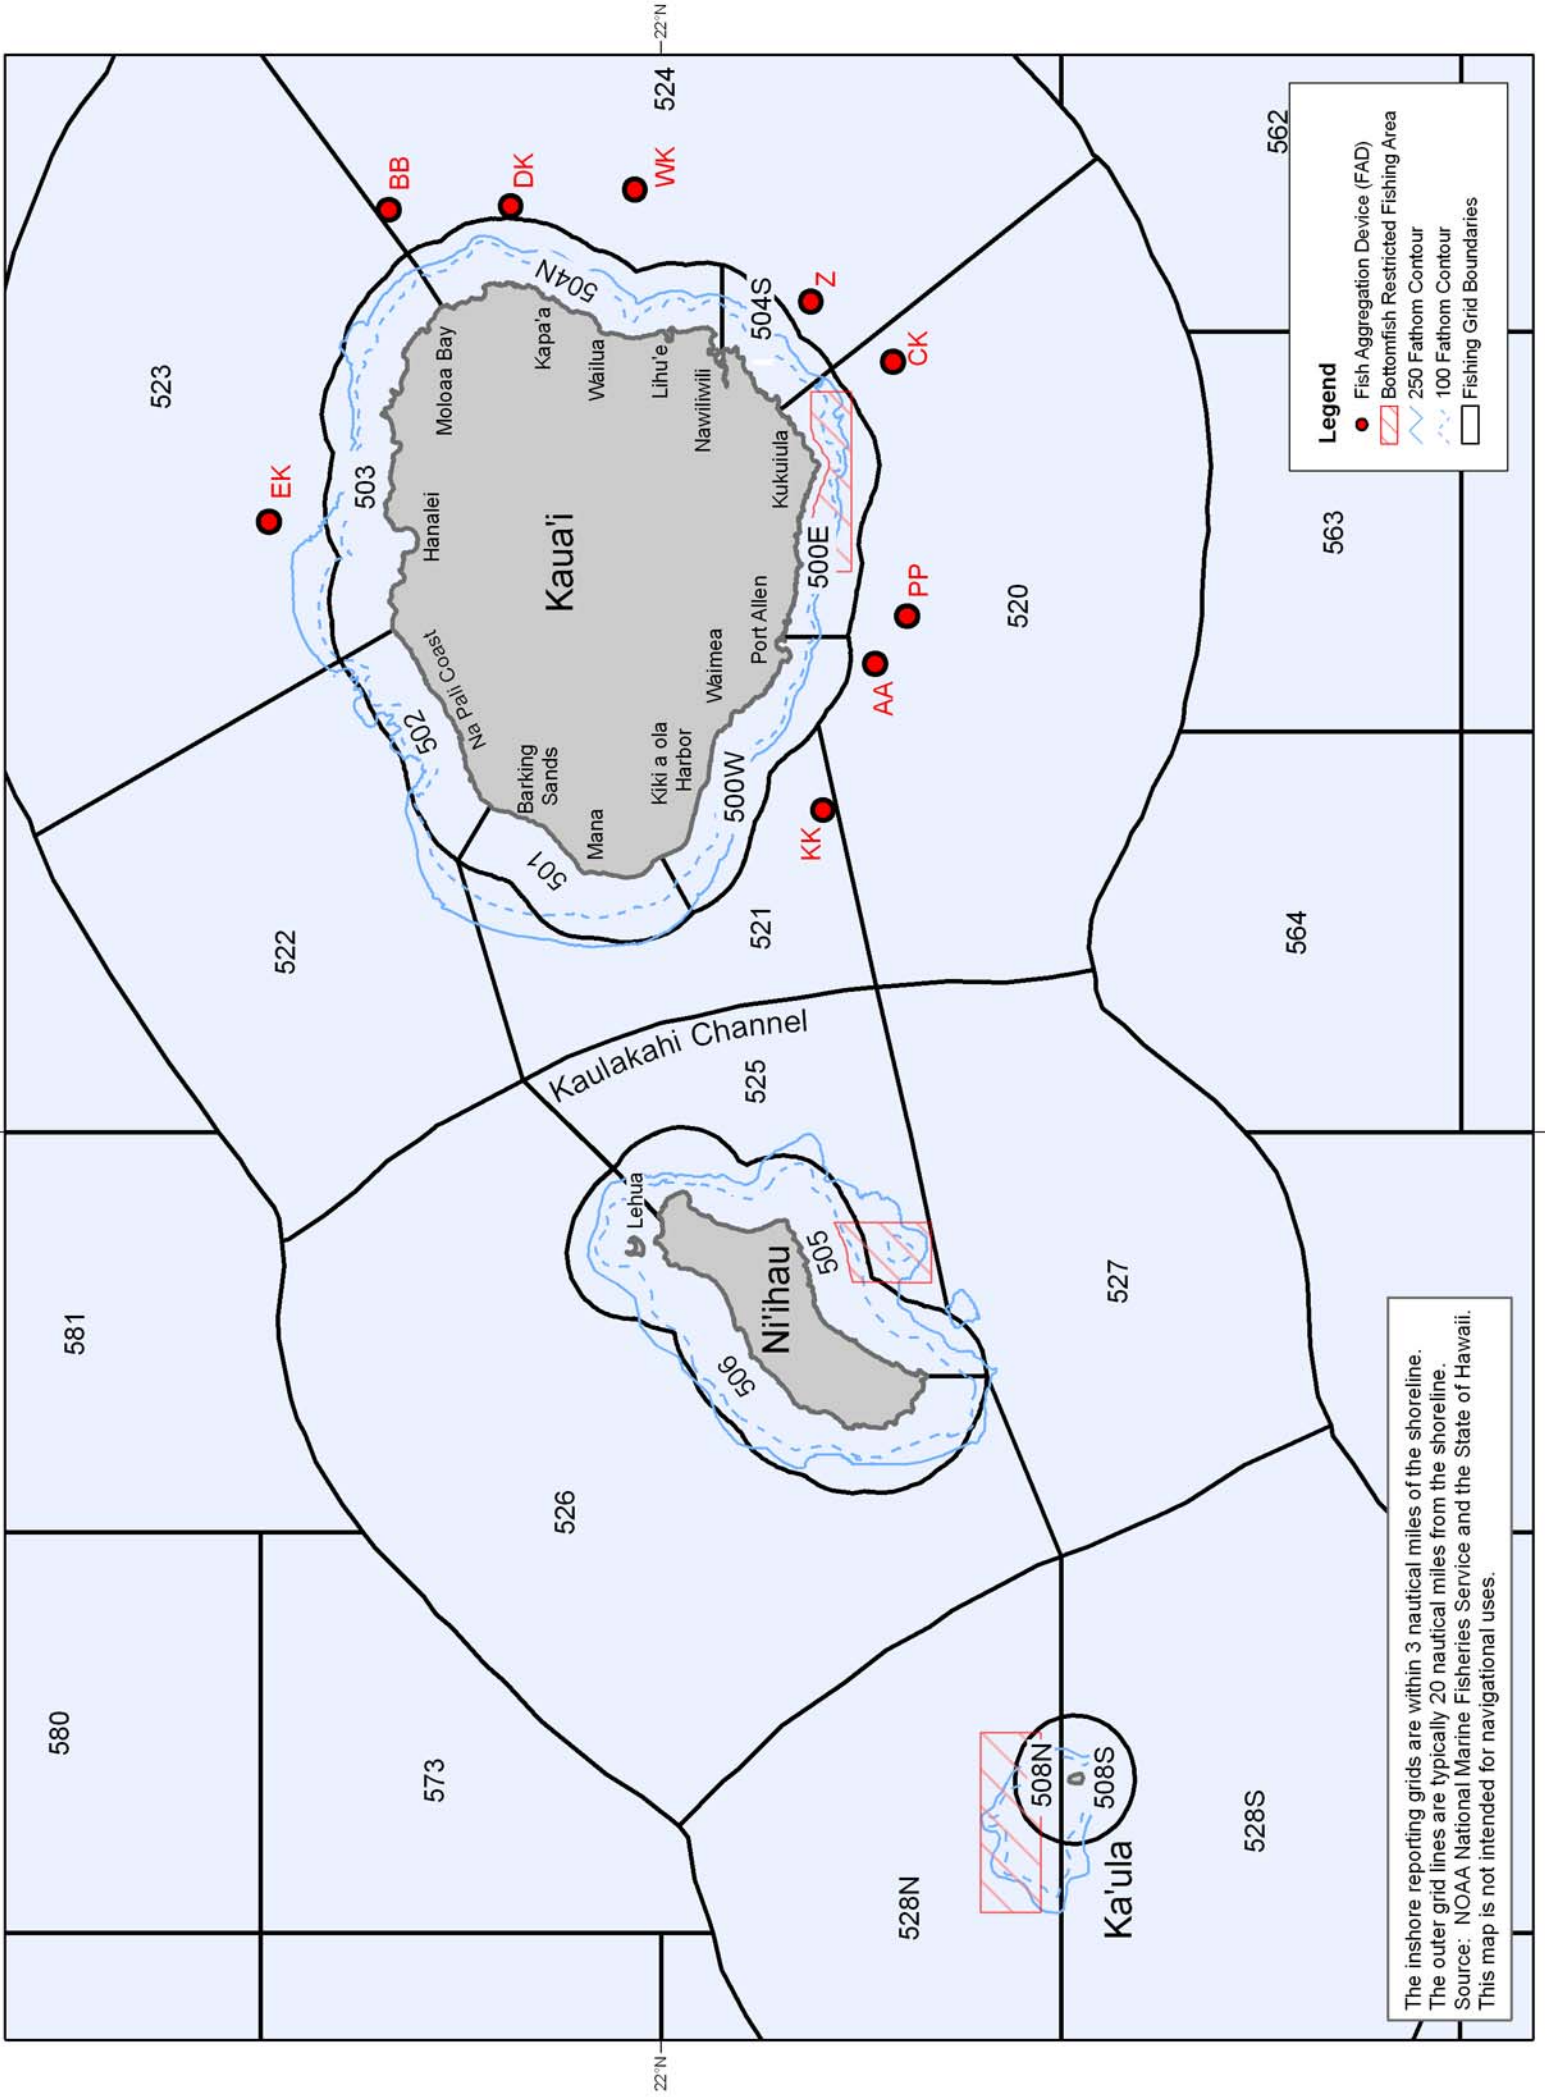 22°N
22°N
581
580
573
523
EK
BB
DK
WK
524
503
Moloaa Bay
Hanalei
504N
Kapa'a
Wailua
Lihu'e
Nawiliwili
504S
Z
CK
Kaua'i
Na Pali Coast
502
522
Barking
Sands
Mana
501
Kiki a ola
Harbor
Waimea
Port Allen
Kukuiula
500E
500W
PP
AA
KK
521
520
Kaulakahi Channel
525
Lehua
Ni'ihau
505
506
526
527
528N
508N
508S
Ka'ula
528S
564
563
562
Legend
Fish Aggregation Device (FAD)
Bottomfish Restricted Fishing Area
250 Fathom Contour
100 Fathom Contour
Fishing Grid Boundaries
The inshore reporting grids are within 3 nautical miles of the shoreline.
The outer grid lines are typically 20 nautical miles from the shoreline.
Source: NOAA National Marine Fisheries Service and the State of Hawaii.
This map is not intended for navigational uses.